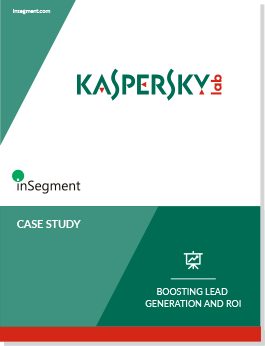 insegment.com
KASPERSKY lab
inSegment
CASE STUDY
BOOSTING LEAD
GENERATION AND ROI